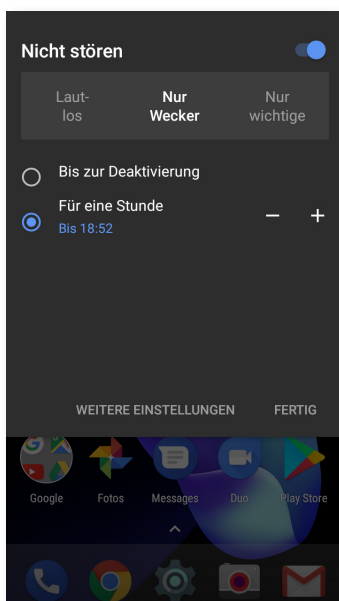 Nicht stören
Laut-
los
Nur
Wecker
Nur
wichtige
Bis zur Deaktivierung
Für eine Stunde
Bis 18:52
WEITERE EINSTELLUNGEN FERTIG
Google Fotos Messages Duo Play Store